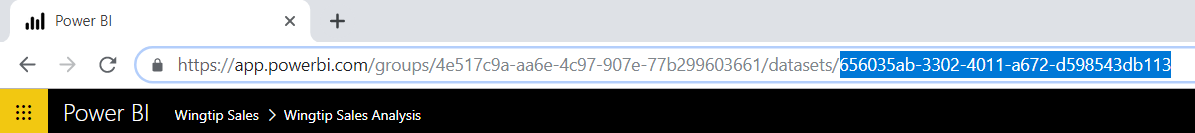 Power BI
https://app.powerbi.com/groups/4e517c9a-aa6e-4c97-907e-77b299603661/datasets/656035ab-3302-4011-a672-d598543db113
Power BI Wingtip Sales > Wingtip Sales Analysis